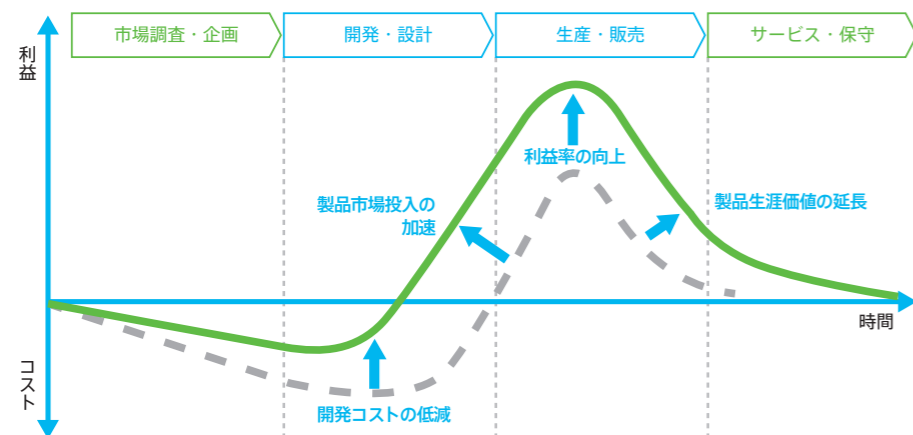 市場調査・企画
開発・設計
生産・販売
サービス・保守
利益
利益率の向上
製品市場投入の
加速
製品生涯価値の延長
時間
コスト
開発コストの低減